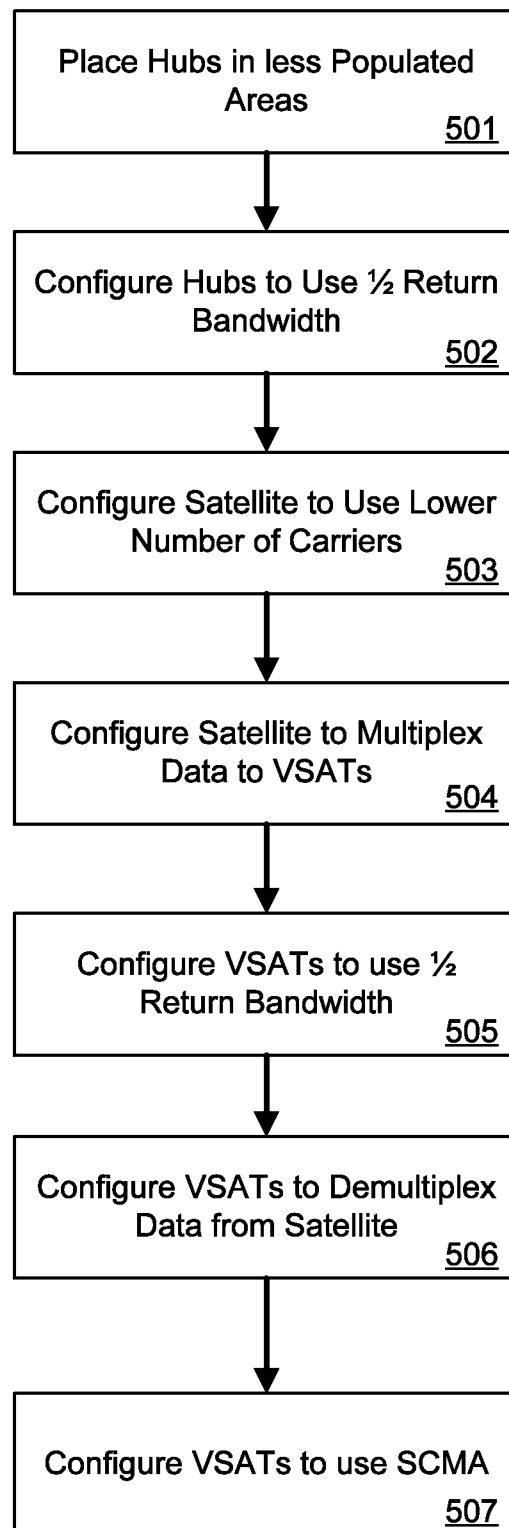 Place Hubs in less Populated
Areas
501
Configure Hubs to Use ½ Return
Bandwidth
502
Configure Satellite to Use Lower
Number of Carriers
503
Configure Satellite to Multiplex
Data to VSATs
504
Configure VSATs to use ½
Return Bandwidth
505
Configure VSATs to Demultiplex
Data from Satellite
506
Configure VSATs to use SCMA
507